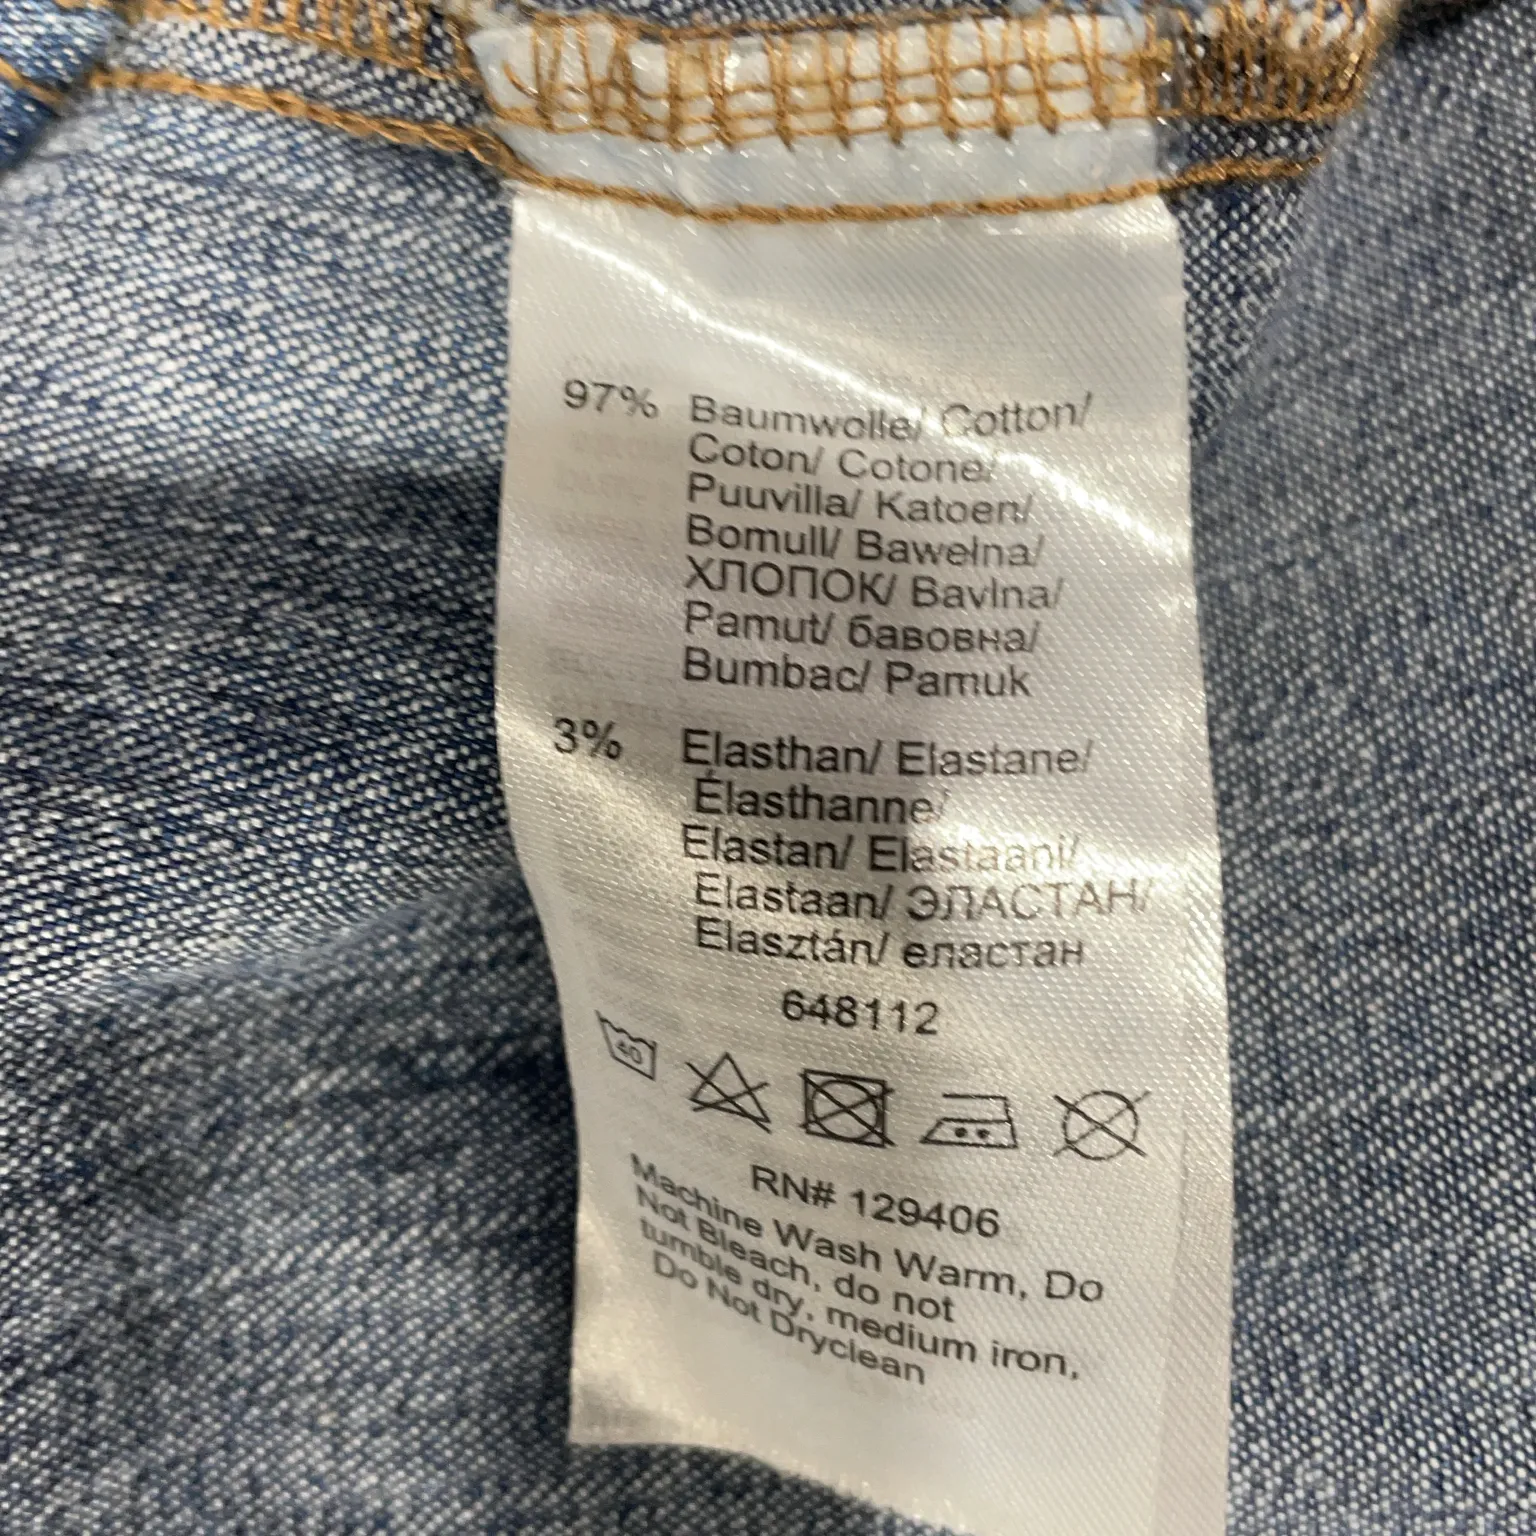 97% Baumwolle/ Cotton/
Coton/ Cotone/
Puuvilla/ Katoen/
Bomull/ Bawełna/
ХЛОПОК/ Bavlna/
Pamut/ бавовна/
Bumbac/ Pamuk
3% Elasthan/ Elastane/
Élasthanne/
Elastan/ Elastaani/
Elastaan/ ЭЛАСТАН/
Elasztán/ еластан
648112
40
RN# 129406
Machine Wash Warm, Do
Not Bleach, do not
tumble dry, medium iron,
Do Not Dryclean